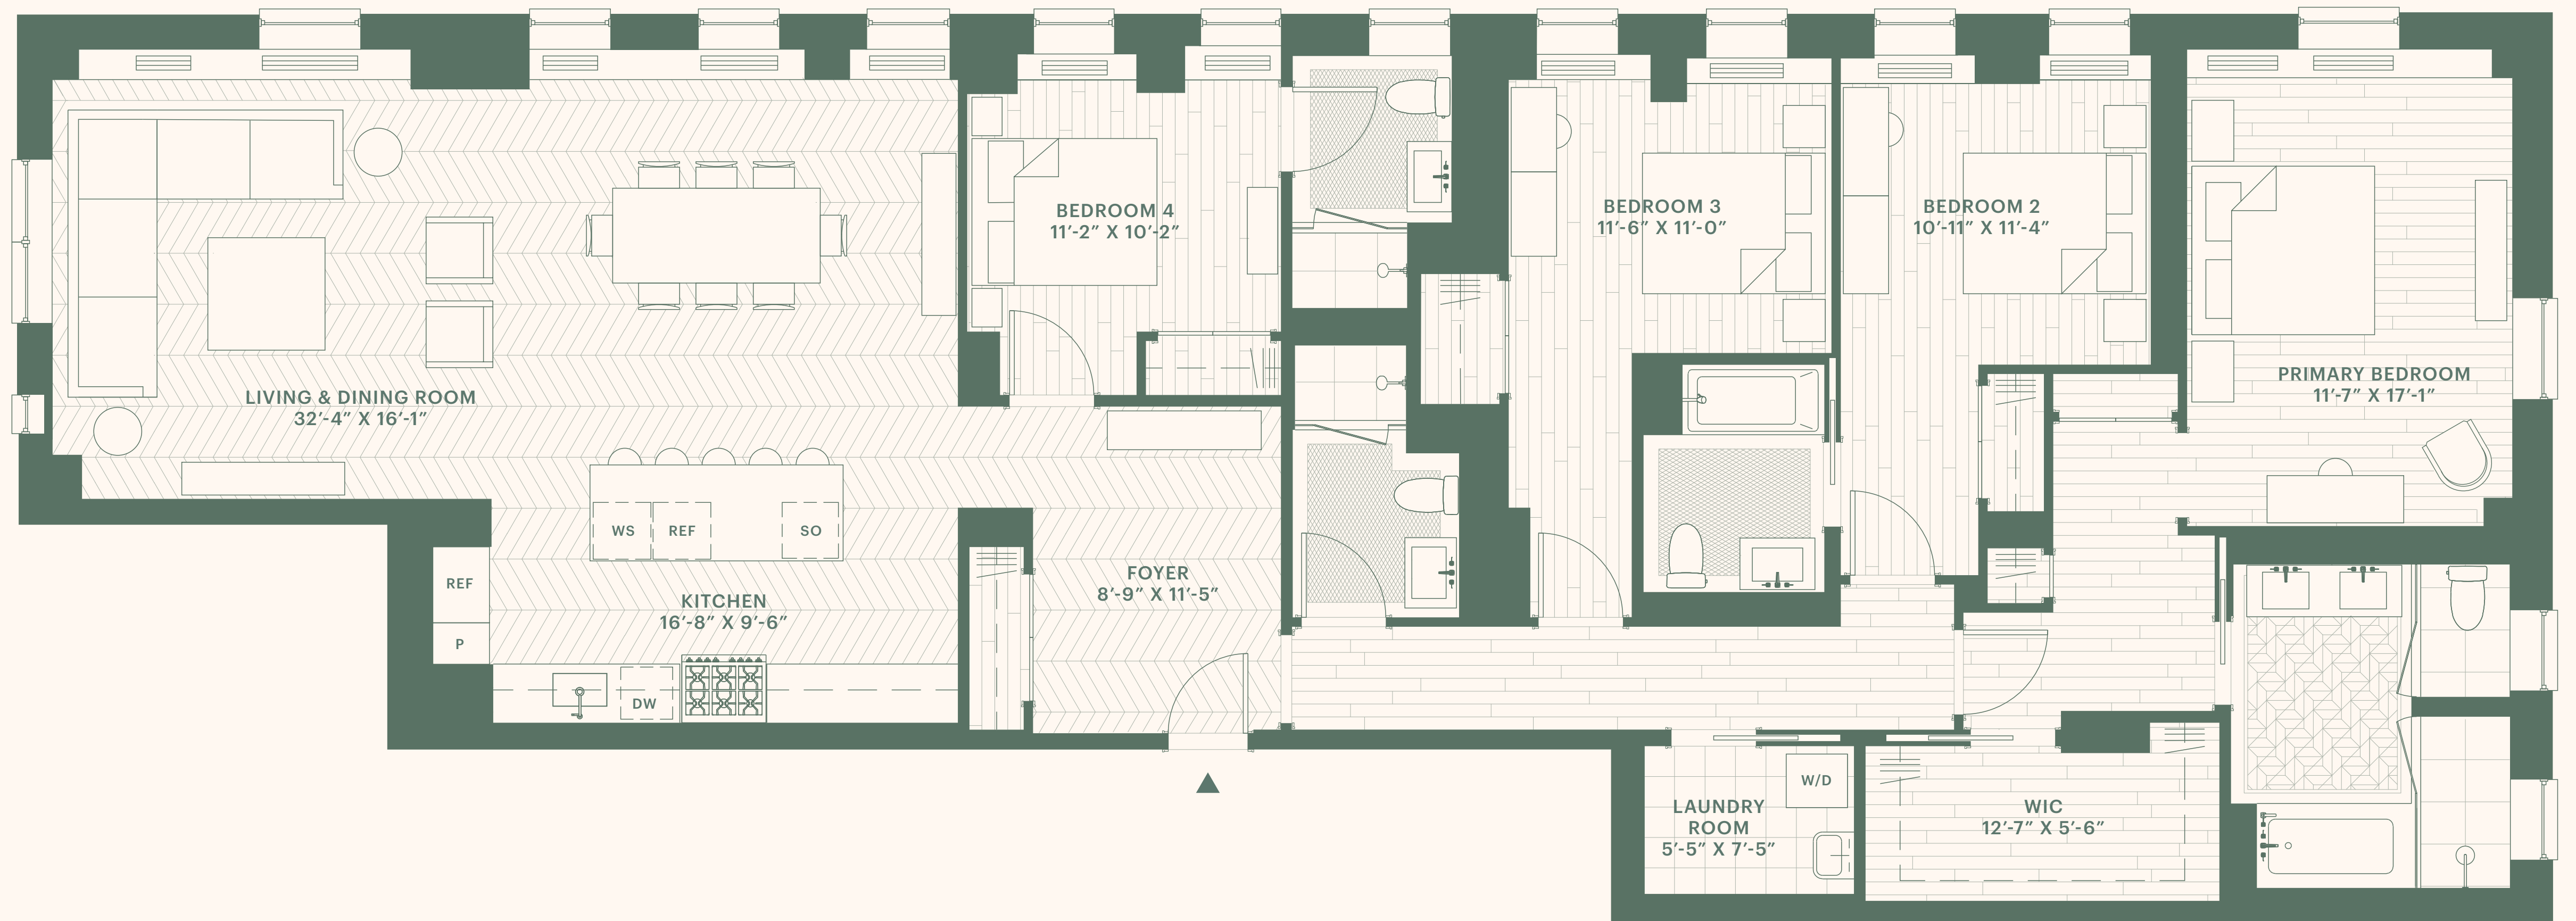 BEDROOM 4
11′-2″ X 10′-2″
BEDROOM 3
11′-6″ X 11′-0″
BEDROOM 2
10′-11″ X 11′-4″
PRIMARY BEDROOM
11′-7″ X 17′-1″
LIVING & DINING ROOM
32′-4″ X 16′-1″
WS
REF
SO
REF
P
KITCHEN
16′-8″ X 9′-6″
DW
FOYER
8′-9″ X 11′-5″
W/D
LAUNDRY
ROOM
5′-5″ X 7′-5″
WIC
12′-7″ X 5′-6″